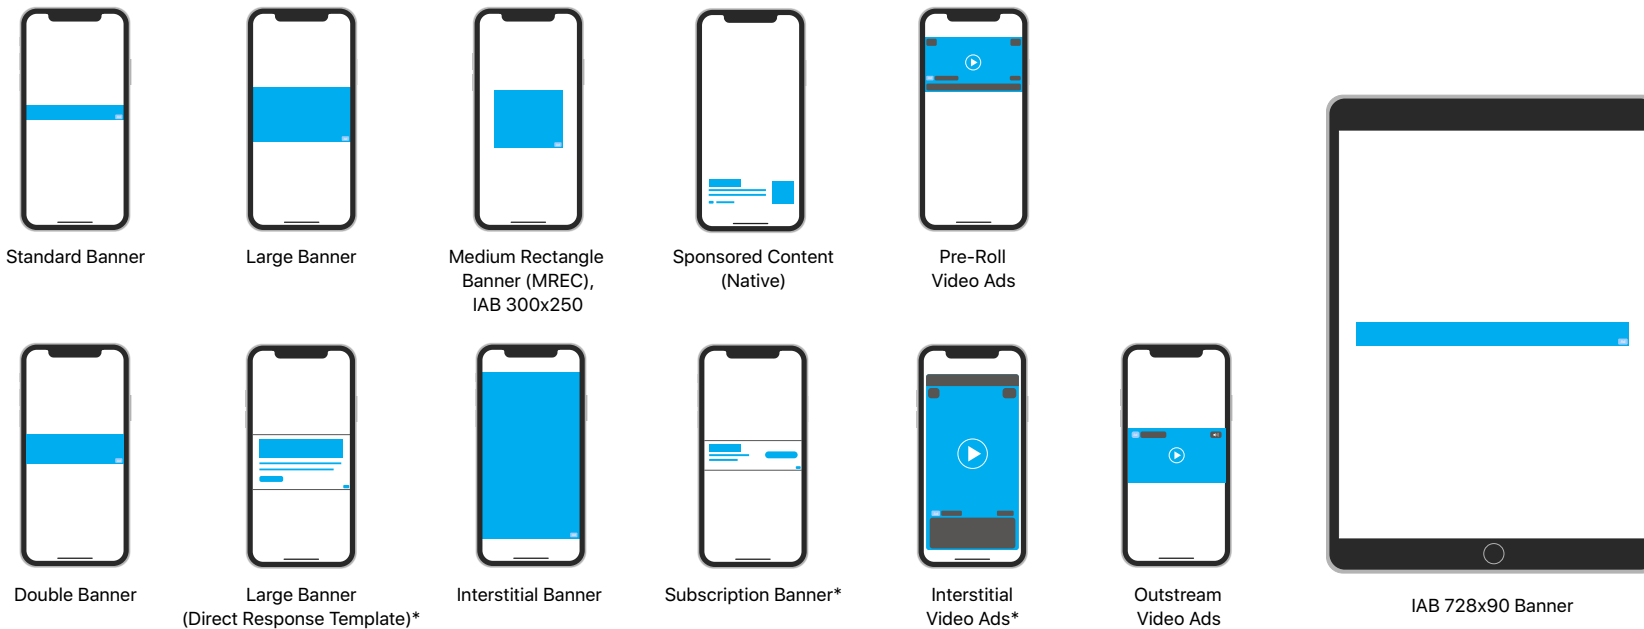 Standard Banner
Large Banner
Medium Rectangle
Banner (MREC),
IAB 300x250
Sponsored Content
(Native)
Pre-Roll
Video Ads
Double Banner
Large Banner
(Direct Response Template)*
Interstitial Banner
Subscription Banner*
Interstitial
Video Ads*
Outstream
Video Ads
IAB 728x90 Banner